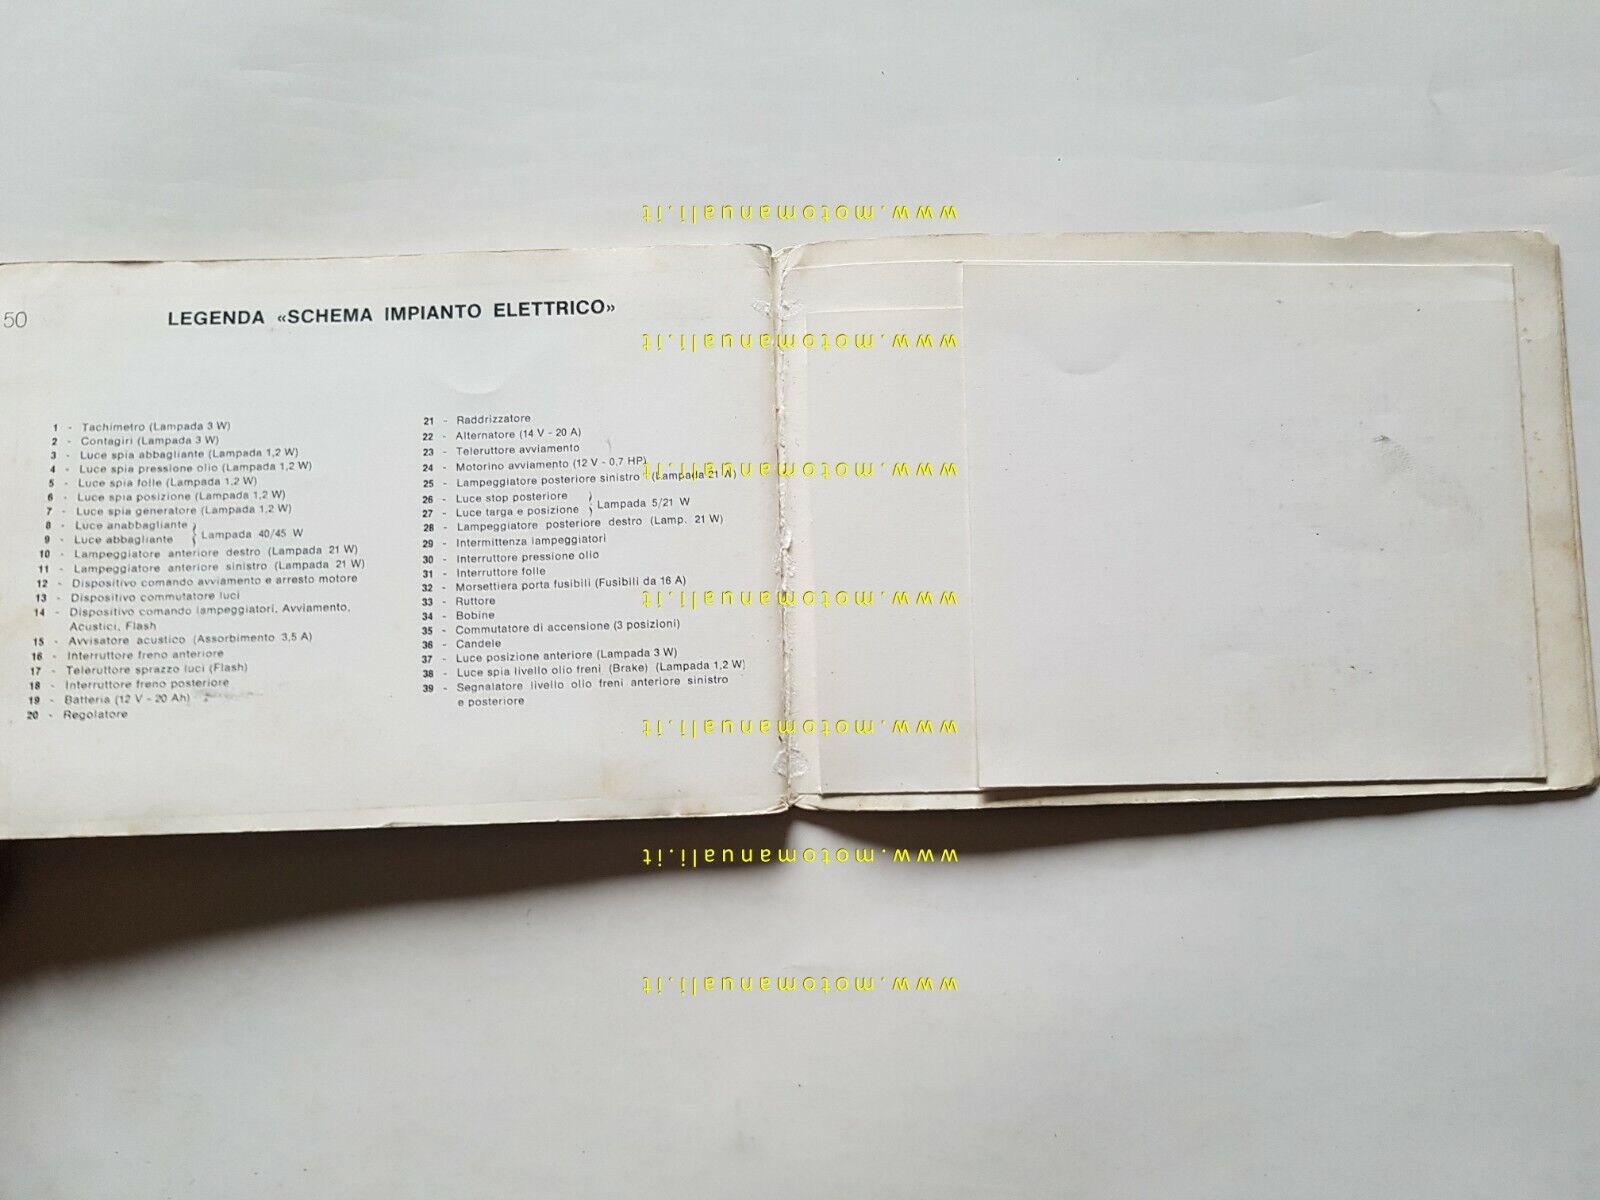 50
LEGENDA «SCHEMA IMPIANTO ELETTRICO»
1 - Tachimetro (Lampada 3 W)
2 - Contagiri (Lampada 3 W)
3 - Luce spia abbagliante (Lampada 1,2 W)
4 - Luce spia pressione olio (Lampada 1,2 W)
5 - Luce spia folle (Lampada 1,2 W)
6 - Luce spia posizione (Lampada 1,2 W)
7 - Luce spia generatore (Lampada 1,2 W)
8 - Luce anabbagliante
9 - Luce abbagliante
Lampada 40/45 W
10 - Lampeggiatore anteriore destro (Lampada 21 W)
11 - Lampeggiatore anteriore sinistro (Lampada 21 W)
12 - Dispositivo comando avviamento e arresto motore
13 - Dispositivo commutatore luci
14 - Dispositivo comando lampeggiatori, Avviamento,
Acustici, Flash
15 - Avvisatore acustico (Assorbimento 3,5 A)
16 - Interruttore freno anteriore
17 - Teleruttore sprazzo luci (Flash)
18 - Interruttore freno posteriore
19 - Batteria (12 V - 20 Ah)
20 - Regolatore
21 - Raddrizzatore
22 - Alternatore (14 V - 20 A)
23 - Teleruttore avviamento
24 - Motorino avviamento (12 V - 0,7 HP)
25 - Lampeggiatore posteriore sinistro (Lampada 21 W)
26 - Luce stop posteriore
27 - Luce targa e posizione
Lampada 5/21 W
28 - Lampeggiatore posteriore destro (Lamp. 21 W)
29 - Intermittenza lampeggiatori
30 - Interruttore pressione olio
31 - Interruttore folle
32 - Morsettiera porta fusibili (Fusibili da 16 A)
33 - Ruttore
34 - Bobine
35 - Commutatore di accensione (3 posizioni)
36 - Candele
37 - Luce posizione anteriore (Lampada 3 W)
38 - Luce spia livello olio freni (Brake) (Lampada 1,2 W)
39 - Segnalatore livello olio freni anteriore sinistro
e posteriore
www.motomanuali.it
www.motomanuali.it
www.motomanuali.it
www.motomanuali.it
www.motomanuali.it
www.motomanuali.it
www.motomanuali.it